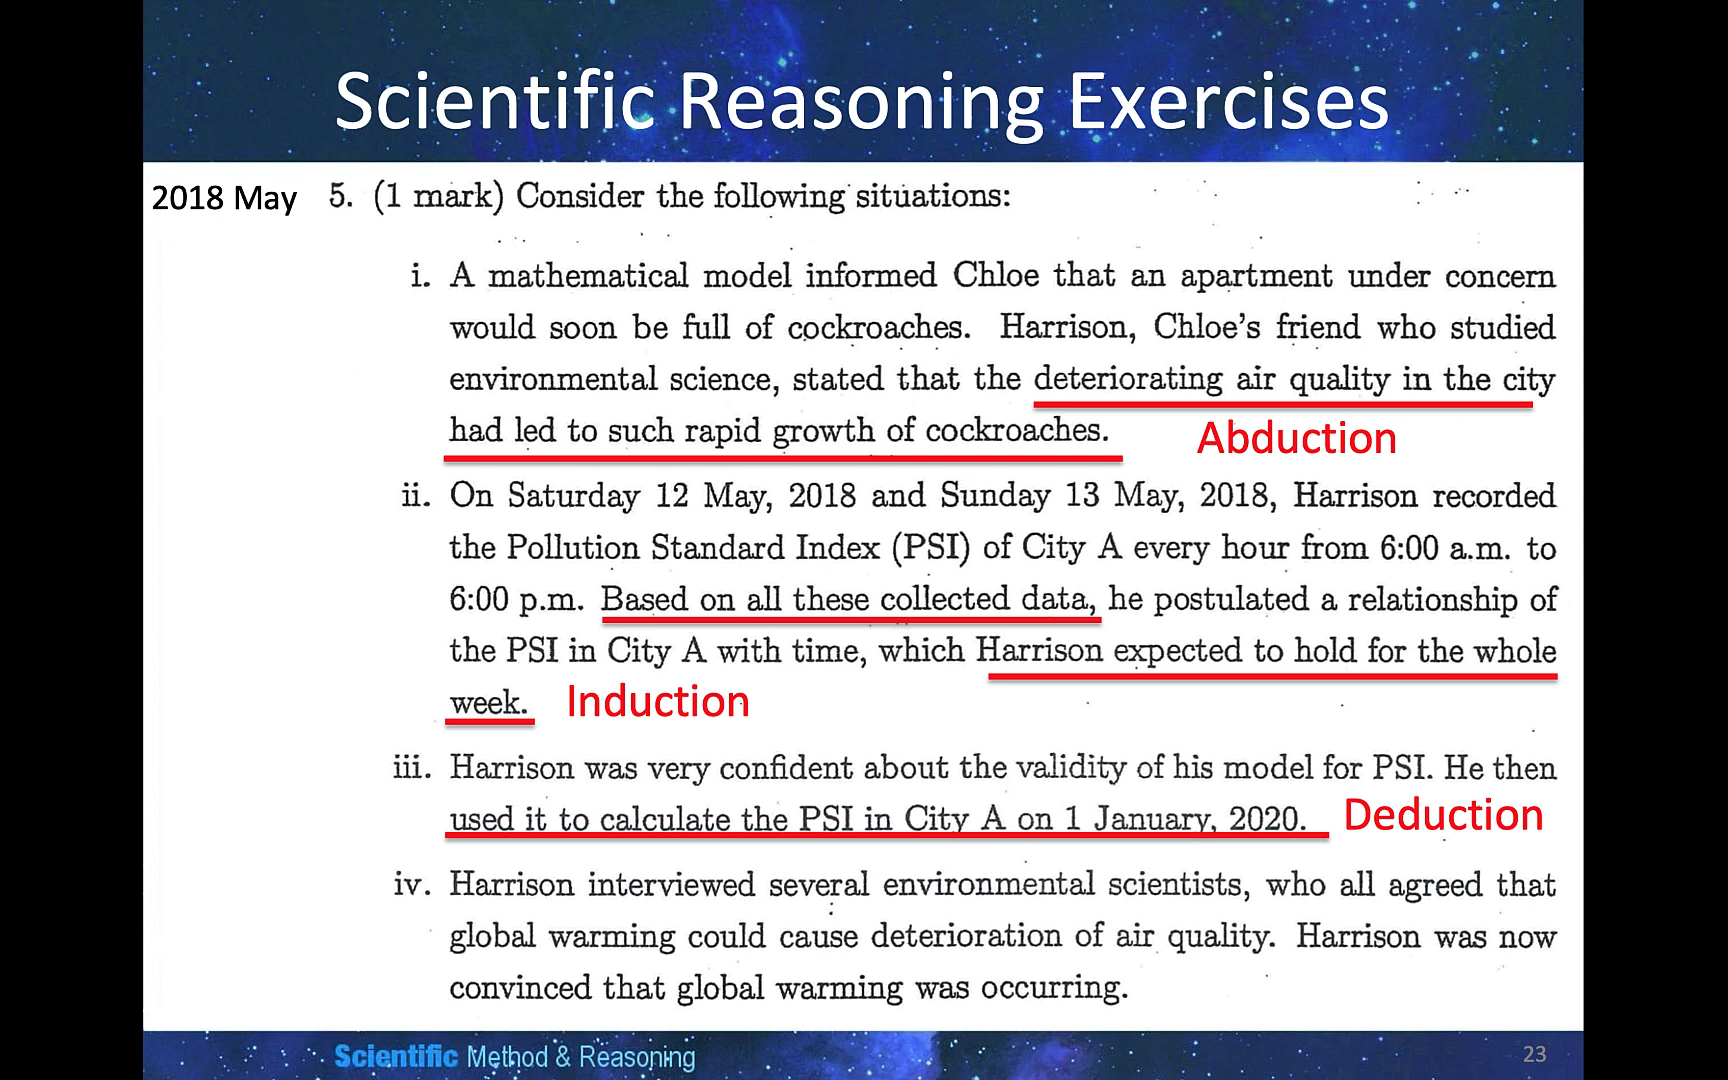 Scientific Reasoning Exercises
2018 May 5. (1 mark) Consider the following situations:
i. A mathematical model informed Chloe that an apartment under concern
would soon be full of cockroaches. Harrison, Chloe's friend who studied
environmental science, stated that the deteriorating air quality in the city
had led to such rapid growth of cockroaches. Abduction
ii. On Saturday 12 May, 2018 and Sunday 13 May, 2018, Harrison recorded
the Pollution Standard Index (PSI) of City A every hour from 6:00 a.m. to
6:00 p.m. Based on all these collected data, he postulated a relationship of
the PSI in City A with time, which Harrison expected to hold for the whole
week. Induction
iii. Harrison was very confident about the validity of his model for PSI. He then
used it to calculate the PSI in City A on 1 January, 2020. Deduction
iv. Harrison interviewed several environmental scientists, who all agreed that
global warming could cause deterioration of air quality. Harrison was now
convinced that global warming was occurring.
Scientific Method & Reasoning 23